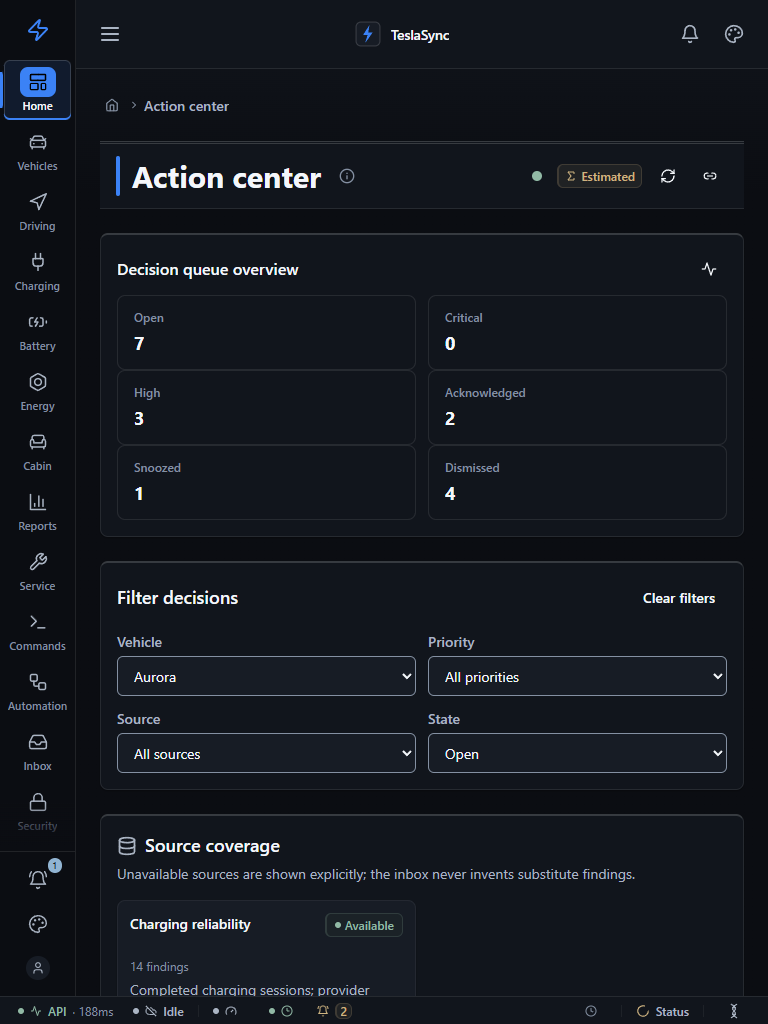 TeslaSync
Home
Vehicles
Driving
Charging
Battery
Energy
Cabin
Reports
Service
Commands
Automation
Inbox
Security
1
Action center
Action center
Σ Estimated
Decision queue overview
Open
7
Critical
0
High
3
Acknowledged
2
Snoozed
1
Dismissed
4
Filter decisions
Clear filters
Vehicle
Aurora
Priority
All priorities
Source
All sources
State
Open
Source coverage
Unavailable sources are shown explicitly; the inbox never invents substitute findings.
Charging reliability
Available
14 findings
Completed charging sessions; provider
API · 188ms
Idle
2
Status